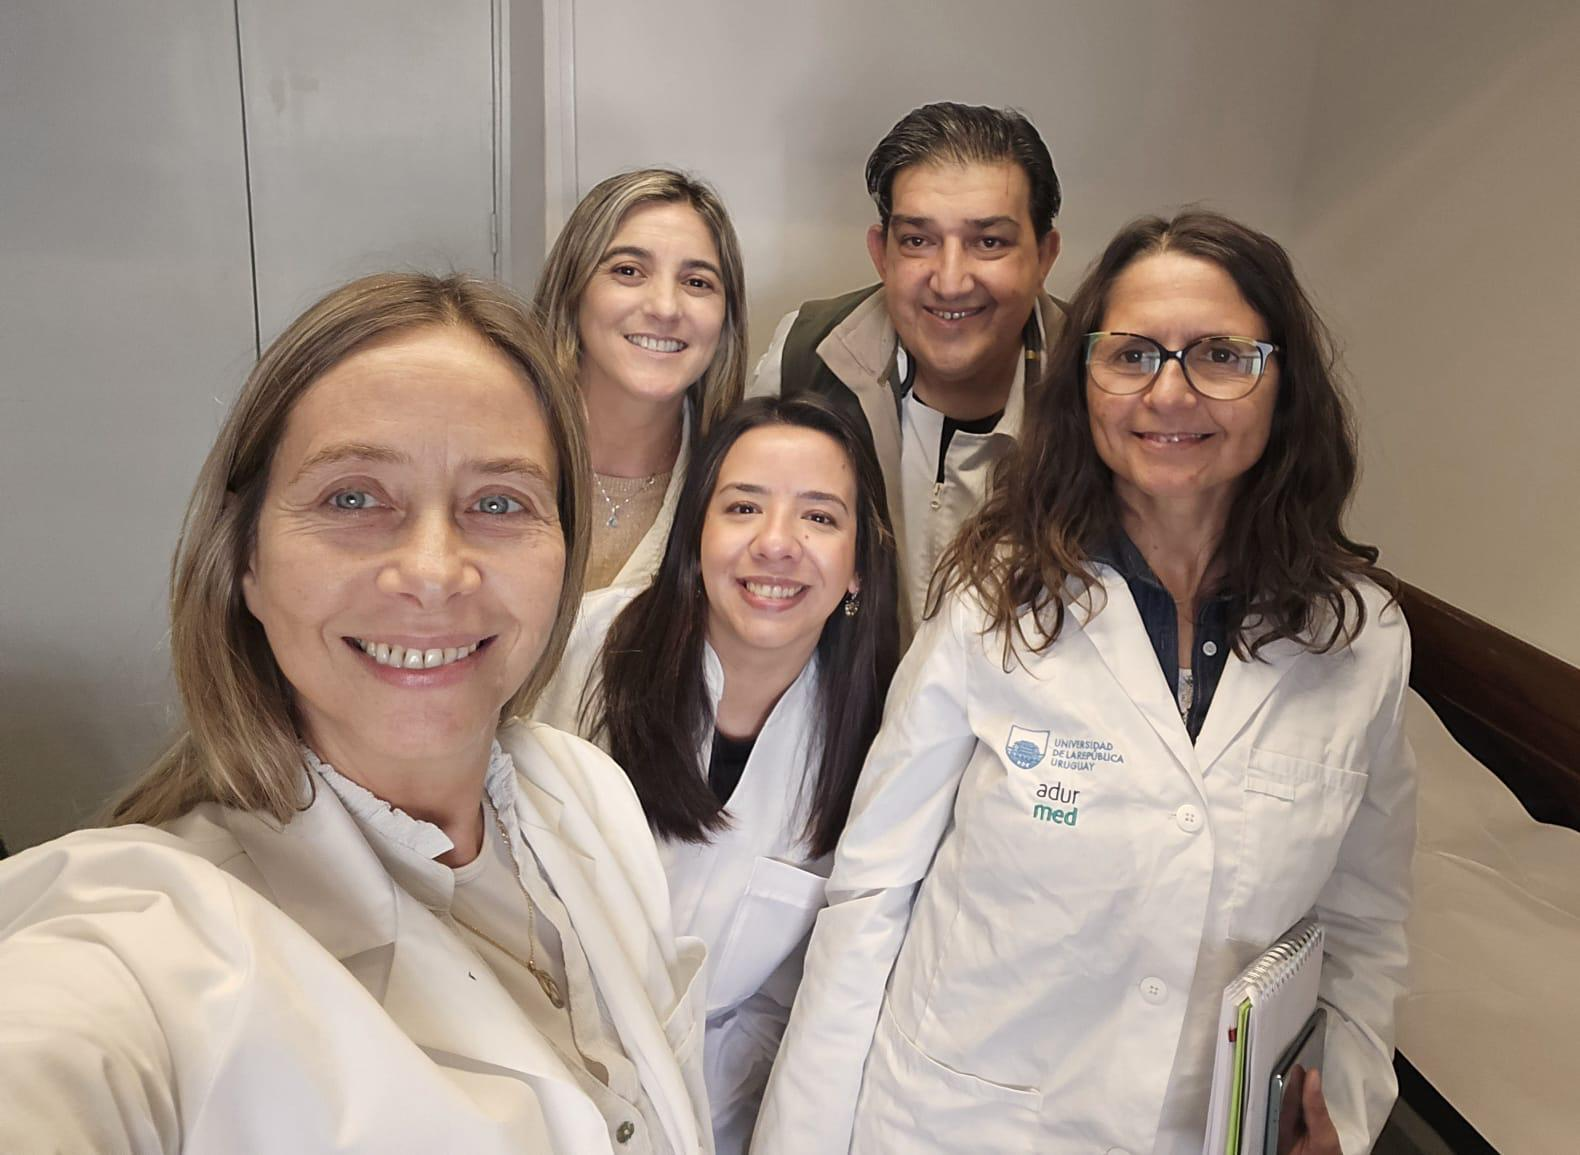 UNIVERSIDAD
DE LA REPÚBLICA
URUGUAY
adur
med